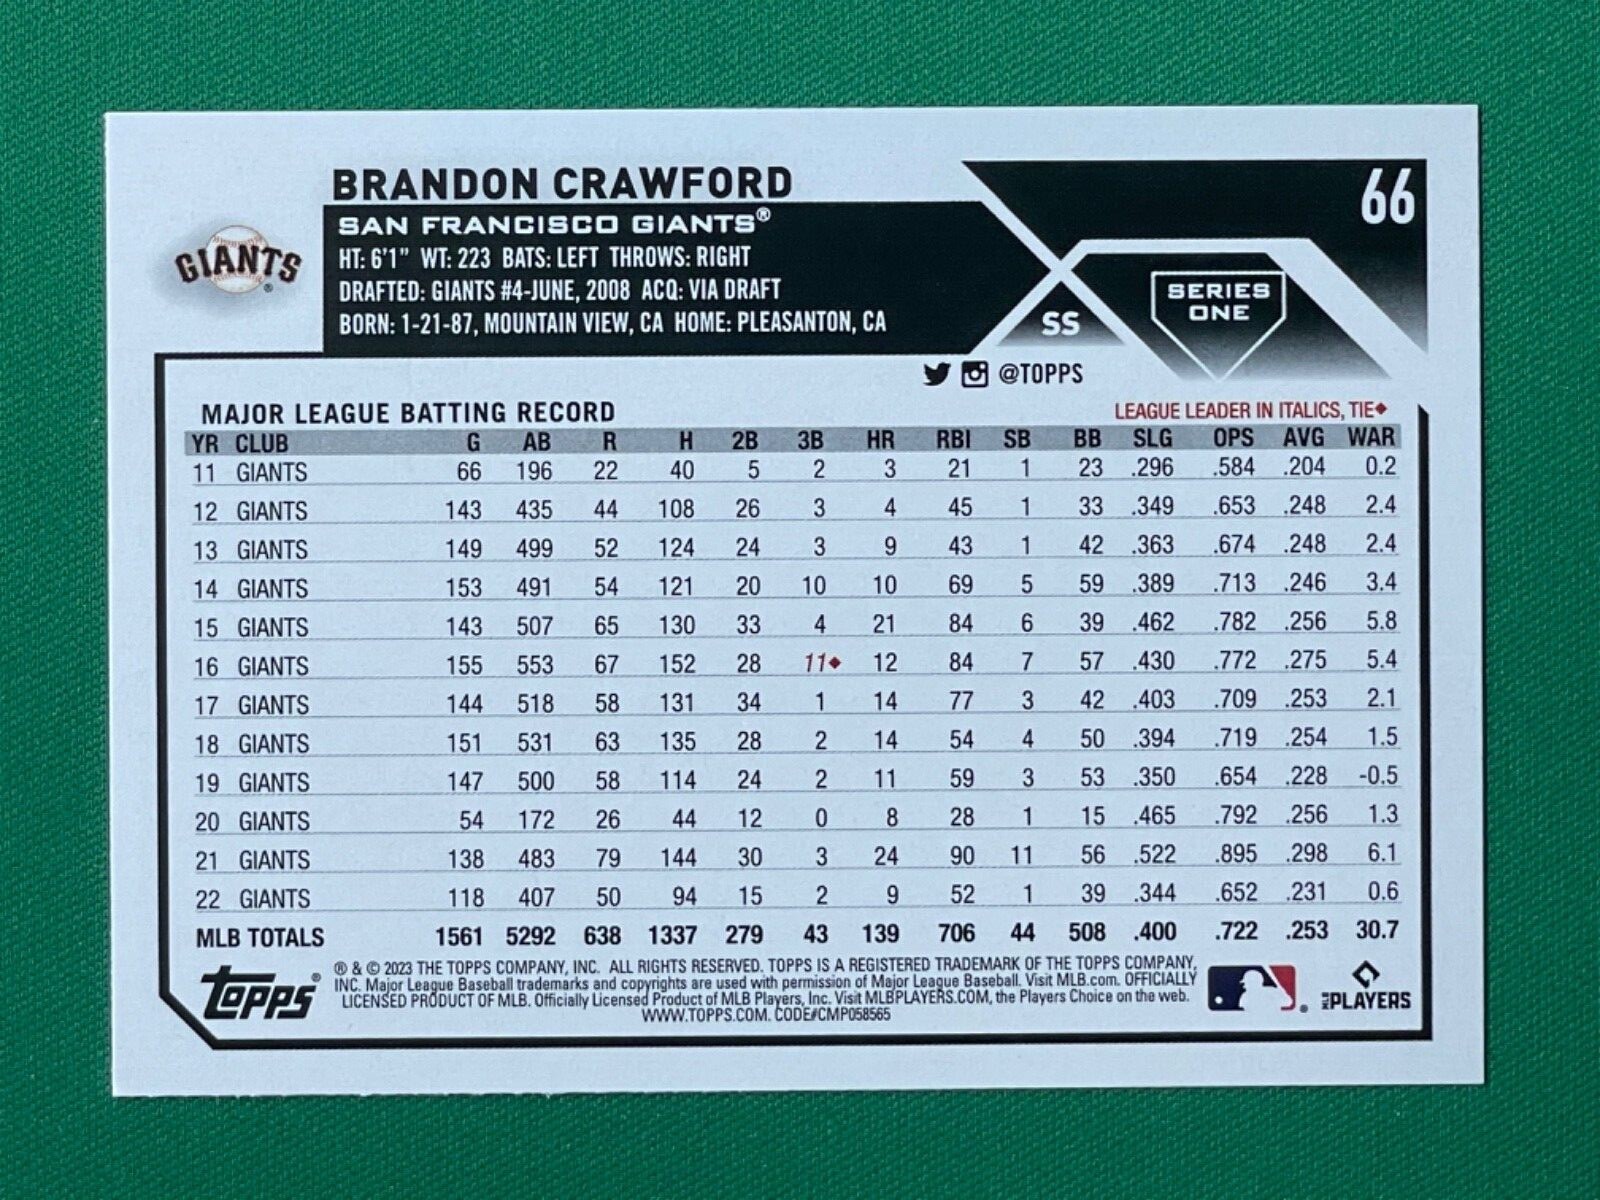 BRANDON CRAWFORD
66
SAN FRANCISCO GIANTS®
GIANTS®
HT: 6'1" WT: 223 BATS: LEFT THROWS: RIGHT
DRAFTED: GIANTS #4-JUNE, 2008 ACQ: VIA DRAFT
BORN: 1-21-87, MOUNTAIN VIEW, CA HOME: PLEASANTON, CA
SS
SERIES
ONE
@TOPPS
MAJOR LEAGUE BATTING RECORD
LEAGUE LEADER IN ITALICS, TIE◆
YR CLUB G AB R H 2B 3B HR RBI SB BB SLG OPS AVG WAR
11 GIANTS 66 196 22 40 5 2 3 21 1 23 .296 .584 .204 0.2
12 GIANTS 143 435 44 108 26 3 4 45 1 33 .349 .653 .248 2.4
13 GIANTS 149 499 52 124 24 3 9 43 1 42 .363 .674 .248 2.4
14 GIANTS 153 491 54 121 20 10 10 69 5 59 .389 .713 .246 3.4
15 GIANTS 143 507 65 130 33 4 21 84 6 39 .462 .782 .256 5.8
16 GIANTS 155 553 67 152 28 11◆ 12 84 7 57 .430 .772 .275 5.4
17 GIANTS 144 518 58 131 34 1 14 77 3 42 .403 .709 .253 2.1
18 GIANTS 151 531 63 135 28 2 14 54 4 50 .394 .719 .254 1.5
19 GIANTS 147 500 58 114 24 2 11 59 3 53 .350 .654 .228 -0.5
20 GIANTS 54 172 26 44 12 0 8 28 1 15 .465 .792 .256 1.3
21 GIANTS 138 483 79 144 30 3 24 90 11 56 .522 .895 .298 6.1
22 GIANTS 118 407 50 94 15 2 9 52 1 39 .344 .652 .231 0.6
MLB TOTALS 1561 5292 638 1337 279 43 139 706 44 508 .400 .722 .253 30.7
topps®
® & © 2023 THE TOPPS COMPANY, INC. ALL RIGHTS RESERVED. TOPPS IS A REGISTERED TRADEMARK OF THE TOPPS COMPANY,
INC. Major League Baseball trademarks and copyrights are used with permission of Major League Baseball. Visit MLB.com. OFFICIALLY
LICENSED PRODUCT OF MLB. Officially Licensed Product of MLB Players, Inc. Visit MLBPLAYERS.COM, the Players Choice on the web.
WWW.TOPPS.COM. CODE#CMP058565
®
MLB PLAYERS